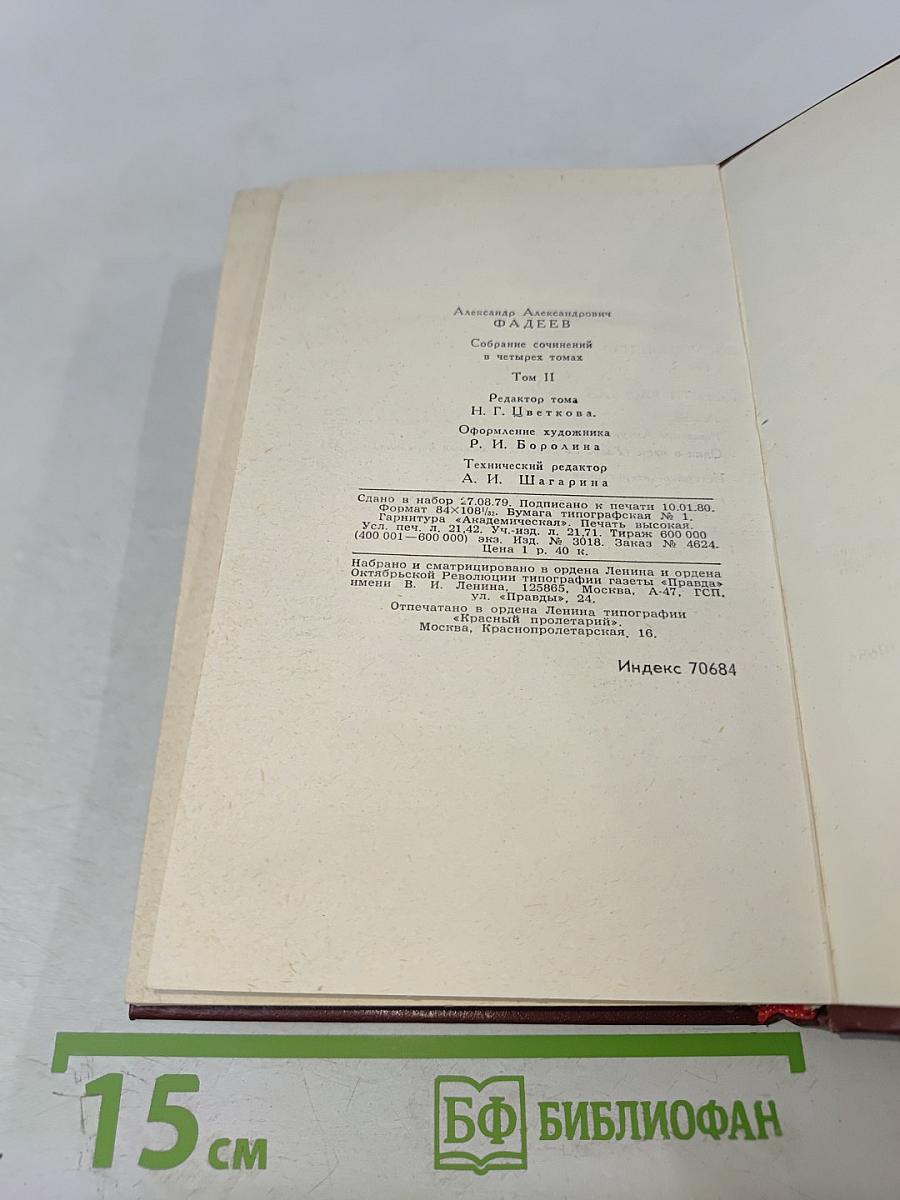 Александр Александрович
ФАДЕЕВ
Собрание сочинений
в четырех томах
Том II
Редактор тома
Н. Г. Цветкова.
Оформление художника
Р. И. Боролина
Технический редактор
А. И. Шагарина
Сдано в набор 27.08.79. Подписано к печати 10.01.80.
Формат 84×108¹/₃₂. Бумага типографская № 1.
Гарнитура «Академическая». Печать высокая.
Усл. печ. л. 21,42. Уч.-изд. л. 21,71. Тираж 600 000
(400 001—600 000) экз. Изд. № 3018. Заказ № 4624.
Цена 1 р. 40 к.
Набрано и сматрицировано в ордена Ленина и ордена
Октябрьской Революции типографии газеты «Правда»
имени В. И. Ленина, 125865, Москва, А-47, ГСП,
ул. «Правды», 24.
Отпечатано в ордена Ленина типографии
«Красный пролетарий».
Москва, Краснопролетарская, 16.
Индекс 70684
15 см
БФ БИБЛИОФАН